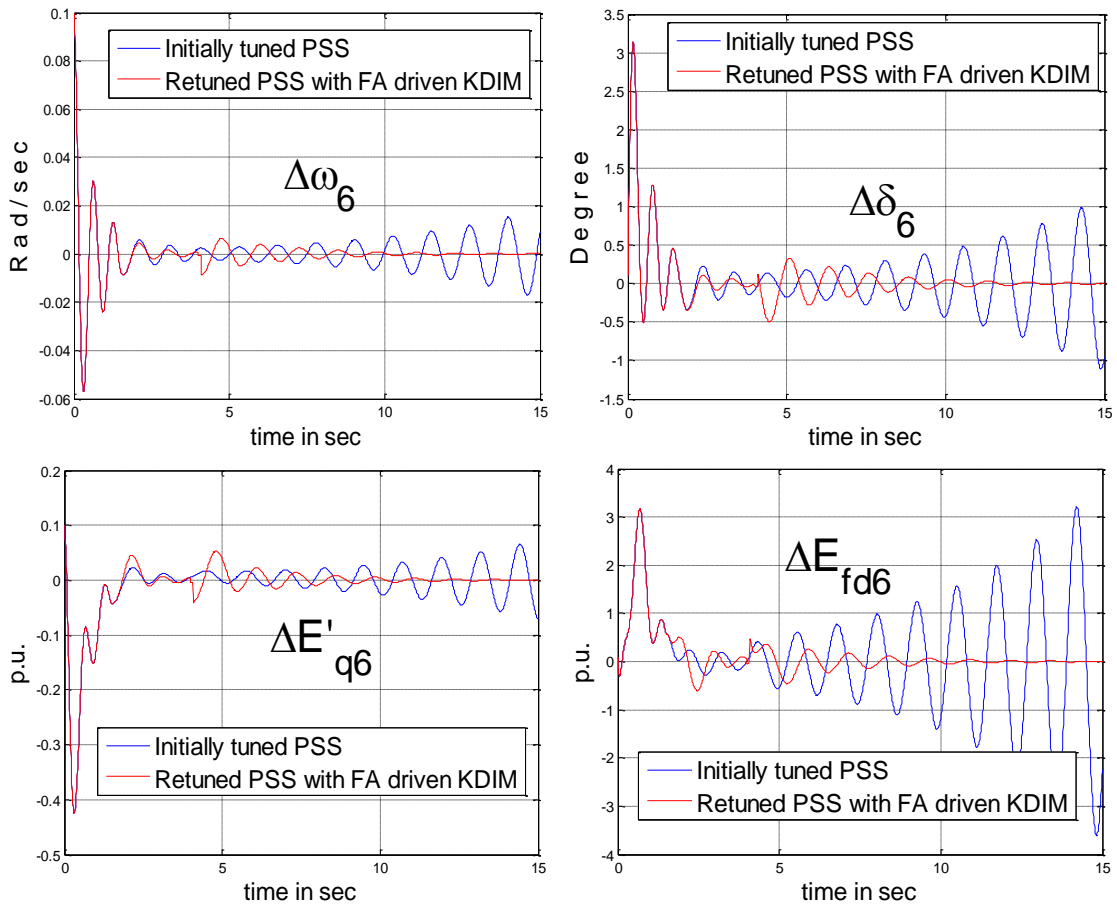 Initially tuned PSS
Retuned PSS with FA driven KDIM
Δω6
Rad/sec
0.1
0.08
0.06
0.04
0.02
0
-0.02
-0.04
-0.06
0 5 10 15
time in sec
Initially tuned PSS
Retuned PSS with FA driven KDIM
Δδ6
Degree
3.5
3
2.5
2
1.5
1
0.5
0
-0.5
-1
-1.5
0 5 10 15
time in sec
ΔE'q6
p.u.
0.2
0.1
0
-0.1
-0.2
-0.3
-0.4
-0.5
Initially tuned PSS
Retuned PSS with FA driven KDIM
0 5 10 15
time in sec
ΔEfd6
p.u.
4
3
2
1
0
-1
-2
-3
-4
Initially tuned PSS
Retuned PSS with FA driven KDIM
0 5 10 15
time in sec